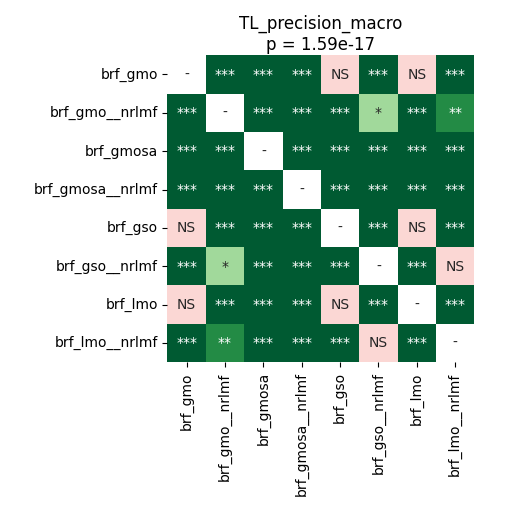 TL_precision_macro
p = 1.59e-17
brf_gmo - *** *** *** NS *** NS ***
brf_gmo__nrlmf *** - *** *** *** * *** **
brf_gmosa *** *** - *** *** *** *** ***
brf_gmosa__nrlmf *** *** *** - *** *** *** ***
brf_gso NS *** *** *** - *** NS ***
brf_gso__nrlmf *** * *** *** *** - *** NS
brf_lmo NS *** *** *** NS *** - ***
brf_lmo__nrlmf *** ** *** *** *** NS *** -
brf_gmo
brf_gmo__nrlmf
brf_gmosa
brf_gmosa__nrlmf
brf_gso
brf_gso__nrlmf
brf_lmo
brf_lmo__nrlmf